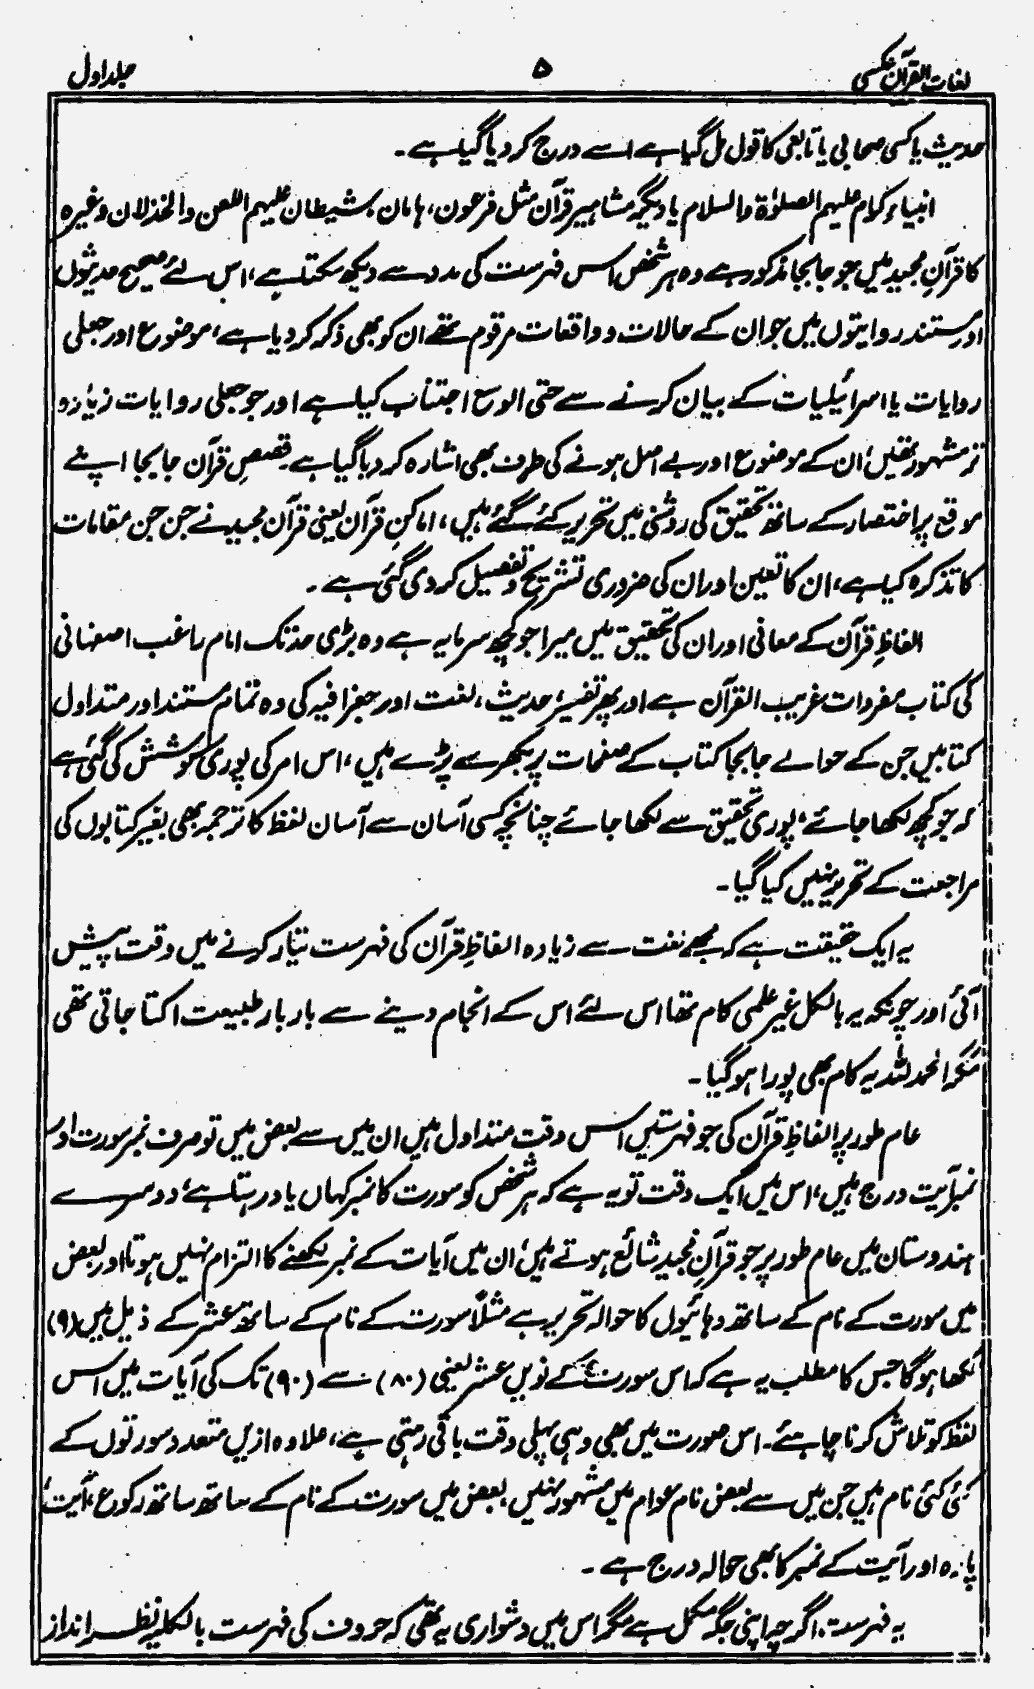 لغات القرآن عکسی
۵
جلد اول
حدیث یا کسی صحابی یا تابعی کا قول مل گیا ہے اسے درج کر دیا گیا ہے۔
انبیاء کرام علیہم الصلوٰۃ والسلام یا دیگر مشاہیر قرآن مثل فرعون، ہامان، شیطان علیہم اللعن والخذلان وغیرہ
کا قرآنِ مجید میں جو جابجا مذکور ہے وہ ہر شخص اس فہرست کی مدد سے دیکھ سکتا ہے، اس لئے صحیح حدیثوں
اور مستند روایتوں میں جو ان کے حالات و واقعات مرقوم تھے ان کو بھی ذکر کر دیا ہے، موضوع اور جعلی
روایات یا اسرائیلیات کے بیان کرنے سے حتی الوسع اجتناب کیا ہے اور جو جعلی روایات زیادہ
تر مشہور تھیں، ان کے موضوع اور بے اصل ہونے کی طرف بھی اشارہ کر دیا گیا ہے۔ قصصِ قرآن جابجا اپنے
موقع پر اختصار کے ساتھ تحقیق کی روشنی میں تحریر کئے گئے ہیں، اماکنِ قرآن یعنی قرآن مجید نے جن جن مقامات
کا تذکرہ کیا ہے، ان کا تعین اور ان کی ضروری تشریح و تفصیل کر دی گئی ہے۔
الفاظِ قرآن کے معانی اور ان کی تحقیق میں میرا جو کچھ سرمایہ ہے وہ بڑی حد تک امام راغب اصفہانی
کی کتاب مفردات غریب القرآن ہے اور پھر تفسیر، حدیث، لغت اور جغرافیہ کی وہ تمام مستند اور متداول
کتابیں جن کے حوالے جابجا کتاب کے صفحات پر بکھرے پڑے ہیں، اس امر کی پوری کوشش کی گئی ہے
کہ جو کچھ لکھا جائے، پوری تحقیق سے لکھا جائے چنانچہ کسی آسان سے آسان لفظ کا ترجمہ بھی بغیر کتابوں کی
مراجعت کے تحریر نہیں کیا گیا۔
یہ ایک حقیقت ہے کہ مجھے لغت سے زیادہ الفاظِ قرآن کی فہرست تیار کرنے میں دقت پیش
آئی اور چونکہ یہ بالکل غیر علمی کام تھا اس لئے اس کے انجام دینے سے بار بار طبیعت اکتا جاتی تھی
مگر الحمد للہ یہ کام بھی پورا ہو گیا۔
عام طور پر الفاظِ قرآن کی جو فہرستیں اس وقت متداول ہیں ان میں سے بعض میں تو صرف نمبر سورت اور
نمبر آیت درج ہیں، اس میں ایک دقت تو یہ ہے کہ ہر شخص کو سورت کا نمبر کہاں یاد رہتا ہے، دوسرے
ہندوستان میں عام طور پر جو قرآن مجید شائع ہوتے ہیں، ان میں آیات کے نمبر لکھنے کا التزام نہیں ہوتا اور بعض
میں سورت کے نام کے ساتھ دہائیوں کا حوالہ تحریر ہے مثلاً سورت کے نام کے ساتھ عشر کے ذیل میں (۹)
لکھا ہو گا جس کا مطلب یہ ہے کہ اس سورت کے نویں عشر یعنی (۸۰) سے (۹۰) تک کی آیات میں اس
لفظ کو تلاش کرنا چاہئے۔ اس صورت میں بھی وہی پہلی دقت باقی رہتی ہے، علاوہ ازیں متعدد سورتوں کے
کئی کئی نام ہیں جن میں سے بعض نام عوام میں مشہور نہیں، بعض میں سورت کے نام کے ساتھ ساتھ رکوع، آیت،
پارہ اور آیت کے نمبر کا بھی حوالہ درج ہے۔
یہ فہرست اگرچہ اپنی جگہ مکمل ہے مگر اس میں دشواری یہ تھی کہ حروف کی فہرست بالکلیہ نظر انداز